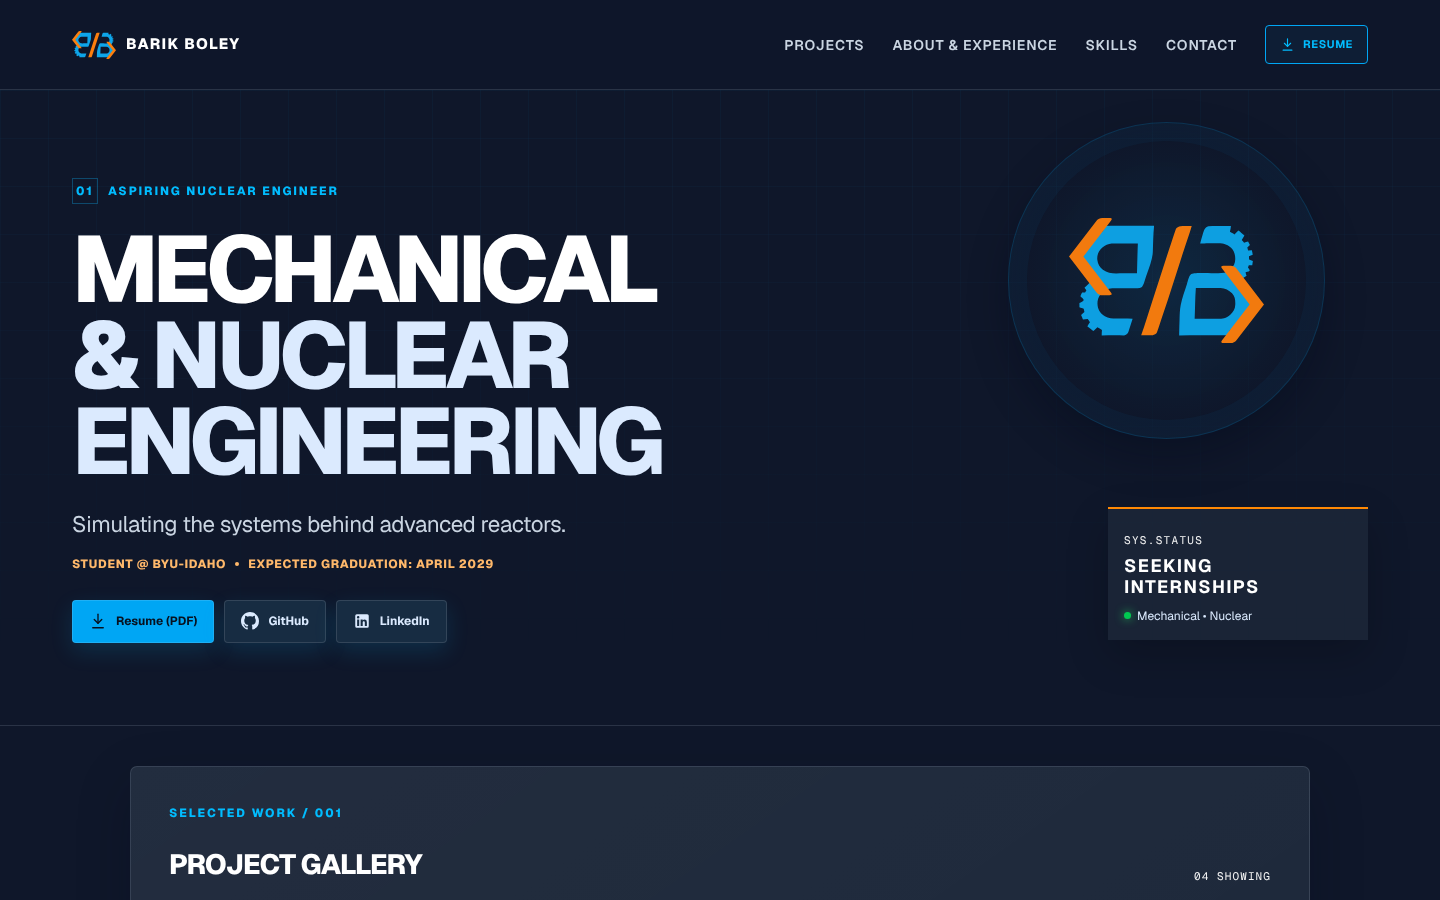 BARIK BOLEY
PROJECTS
ABOUT & EXPERIENCE
SKILLS
CONTACT
RESUME
01 ASPIRING NUCLEAR ENGINEER
MECHANICAL
& NUCLEAR
ENGINEERING
Simulating the systems behind advanced reactors.
STUDENT @ BYU-IDAHO • EXPECTED GRADUATION: APRIL 2029
Resume (PDF)
GitHub
LinkedIn
SYS.STATUS
SEEKING
INTERNSHIPS
Mechanical • Nuclear
SELECTED WORK / 001
PROJECT GALLERY
04 SHOWING